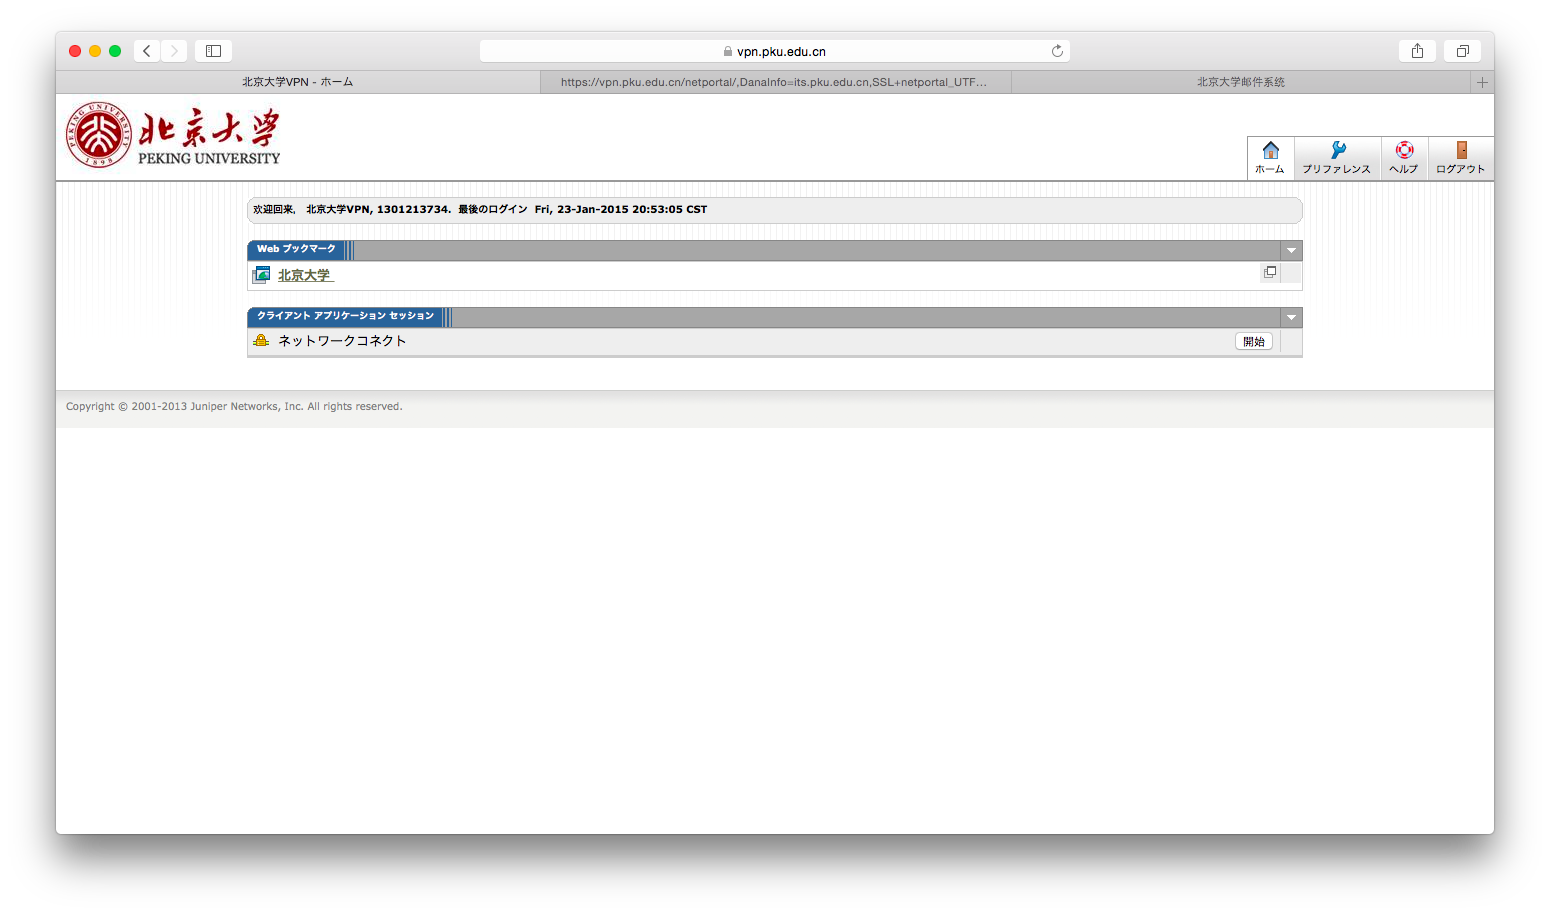 vpn.pku.edu.cn
北京大学VPN - ホーム
https://vpn.pku.edu.cn/netportal/,DanaInfo=its.pku.edu.cn,SSL+netportal_UTF...
北京大学邮件系统
PEKING UNIVERSITY
1898
北京大学
PEKING UNIVERSITY
ホーム
プリファレンス
ヘルプ
ログアウト
欢迎回来, 北京大学VPN, 1301213734. 最後のログイン Fri, 23-Jan-2015 20:53:05 CST
Web ブックマーク
北京大学
クライアント アプリケーション セッション
ネットワークコネクト
開始
Copyright © 2001-2013 Juniper Networks, Inc. All rights reserved.